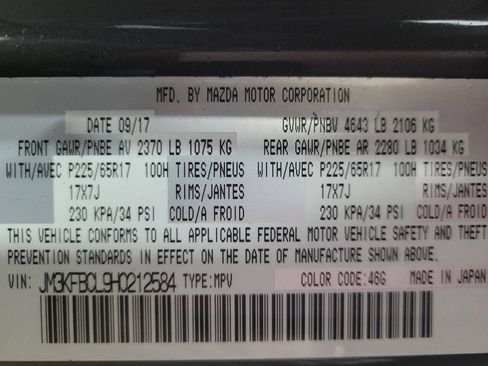 MFD. BY MAZDA MOTOR CORPORATION
DATE 09/17 GVWR/PNBV 4643 LB 2106 KG
FRONT GAWR/PNBE AV 2370 LB 1075 KG REAR GAWR/PNBE AR 2280 LB 1034 KG
WITH/AVEC P225/65R17 100H TIRES/PNEUS WITH/AVEC P225/65R17 100H TIRES/PNEUS
17X7J RIMS/JANTES 17X7J RIMS/JANTES
230 KPA/34 PSI COLD/A FROID 230 KPA/34 PSI COLD/A FROID
THIS VEHICLE CONFORMS TO ALL APPLICABLE FEDERAL MOTOR VEHICLE SAFETY AND THEFT
PREVENTION STANDARDS IN EFFECT ON THE DATE OF MANUFACTURE SHOWN ABOVE.
VIN: JM3KFBCL9H0212584 TYPE:MPV COLOR CODE:46G MADE IN JAPAN